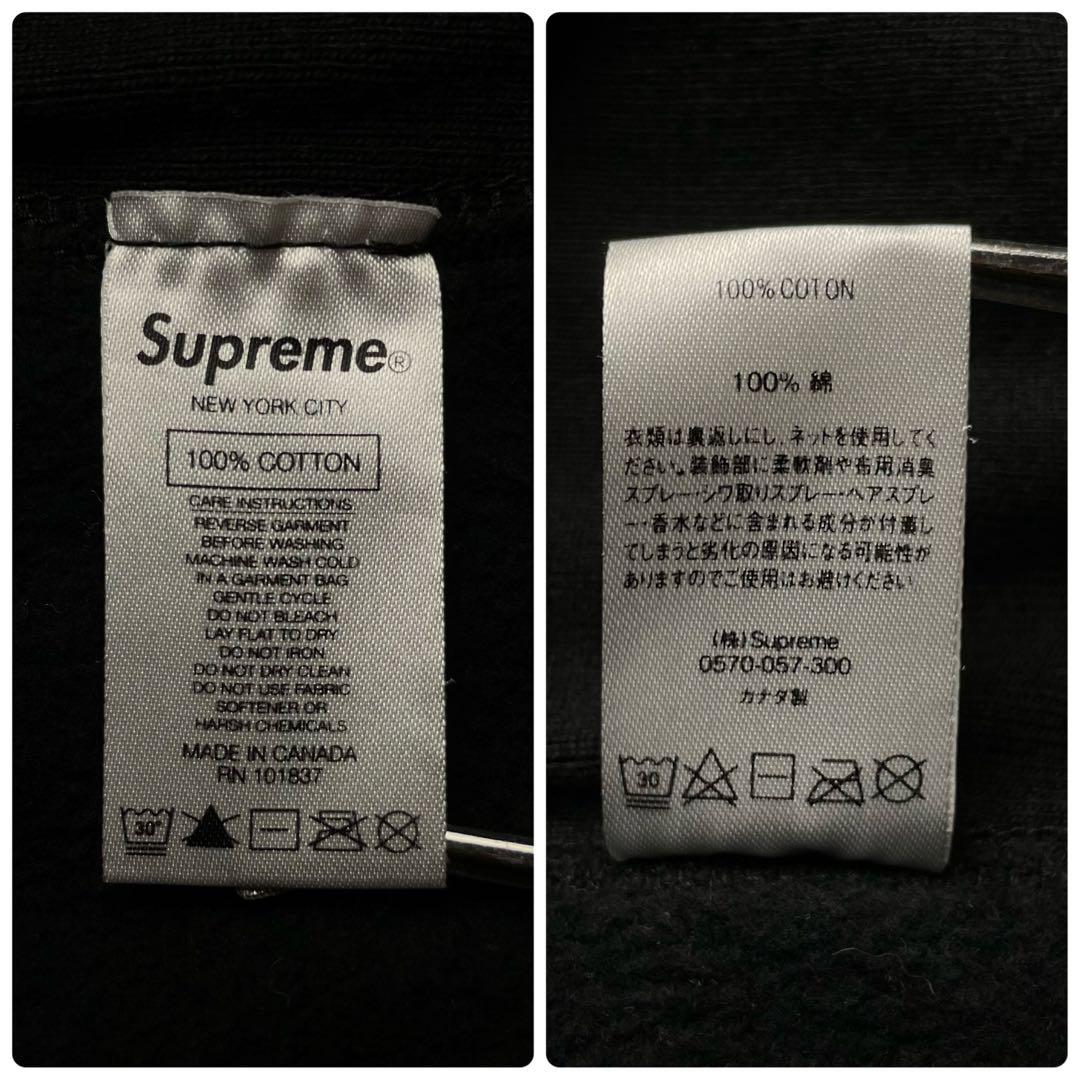 Supreme®
NEW YORK CITY
100% COTTON
CARE INSTRUCTIONS
REVERSE GARMENT
BEFORE WASHING
MACHINE WASH COLD
IN A GARMENT BAG
GENTLE CYCLE
DO NOT BLEACH
LAY FLAT TO DRY
DO NOT IRON
DO NOT DRY CLEAN
DO NOT USE FABRIC
SOFTENER OR
HARSH CHEMICALS
MADE IN CANADA
RN 101837
30°
100% COTON
100% 綿
衣類は裏返しにし、ネットを使用してく
ださい。装飾部に柔軟剤や布用消臭
スプレー・シワ取りスプレー・ヘアスプレ
ー・香水などに含まれる成分が付着し
てしまうと劣化の原因になる可能性が
ありますのでご使用はお避けください
(株)Supreme
0570-057-300
カナダ製
30